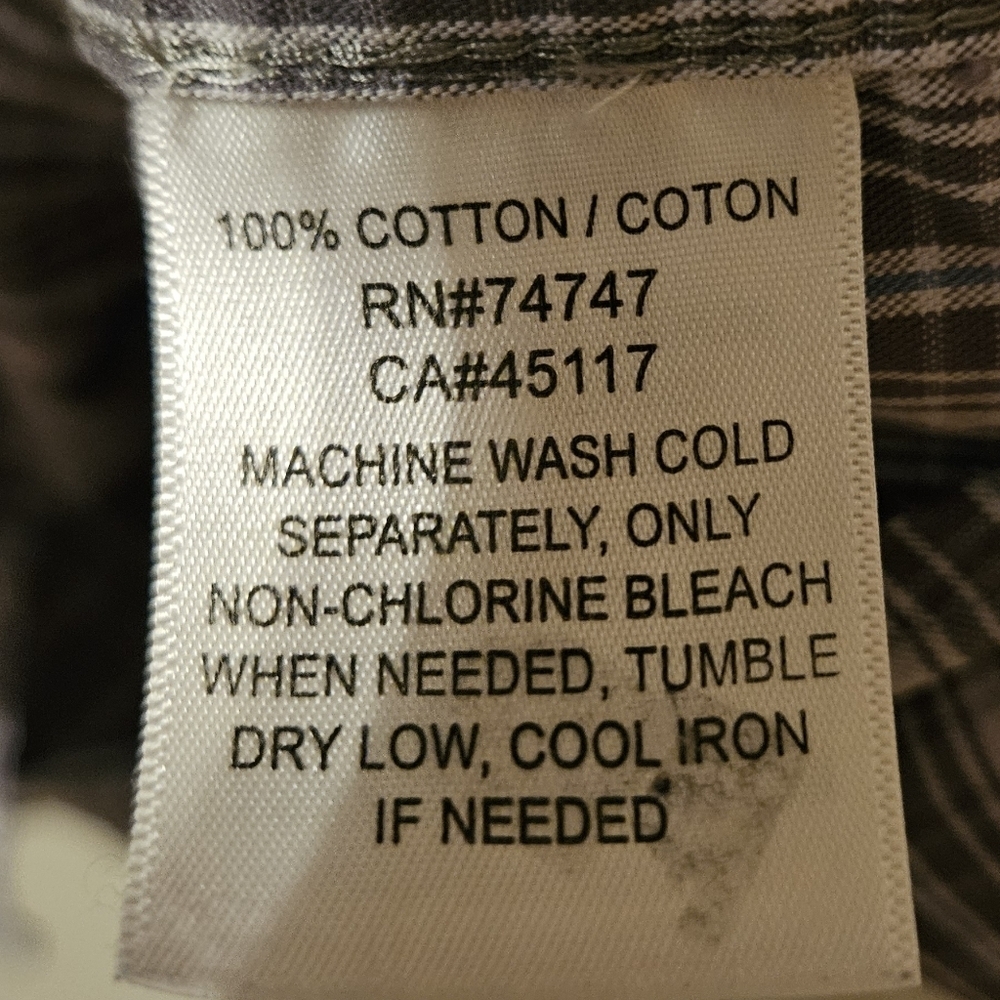 100% COTTON / COTON
RN#74747
CA#45117
MACHINE WASH COLD
SEPARATELY, ONLY
NON-CHLORINE BLEACH
WHEN NEEDED, TUMBLE
DRY LOW, COOL IRON
IF NEEDED